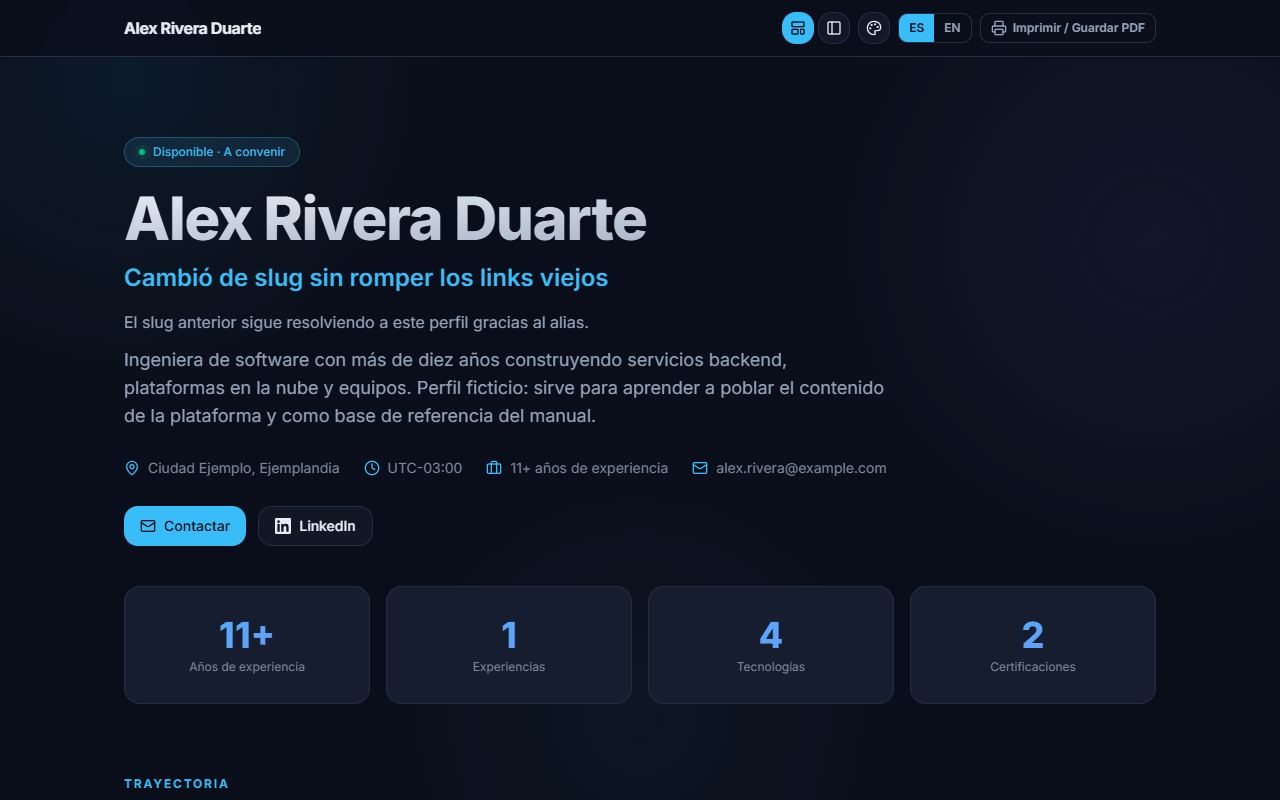 Alex Rivera Duarte
ES
EN
Imprimir / Guardar PDF
Disponible · A convenir
Alex Rivera Duarte
Cambió de slug sin romper los links viejos
El slug anterior sigue resolviendo a este perfil gracias al alias.
Ingeniera de software con más de diez años construyendo servicios backend,
plataformas en la nube y equipos. Perfil ficticio: sirve para aprender a poblar el contenido
de la plataforma y como base de referencia del manual.
Ciudad Ejemplo, Ejemplandia
UTC-03:00
11+ años de experiencia
alex.rivera@example.com
Contactar
LinkedIn
11+
Años de experiencia
1
Experiencias
4
Tecnologías
2
Certificaciones
TRAYECTORIA